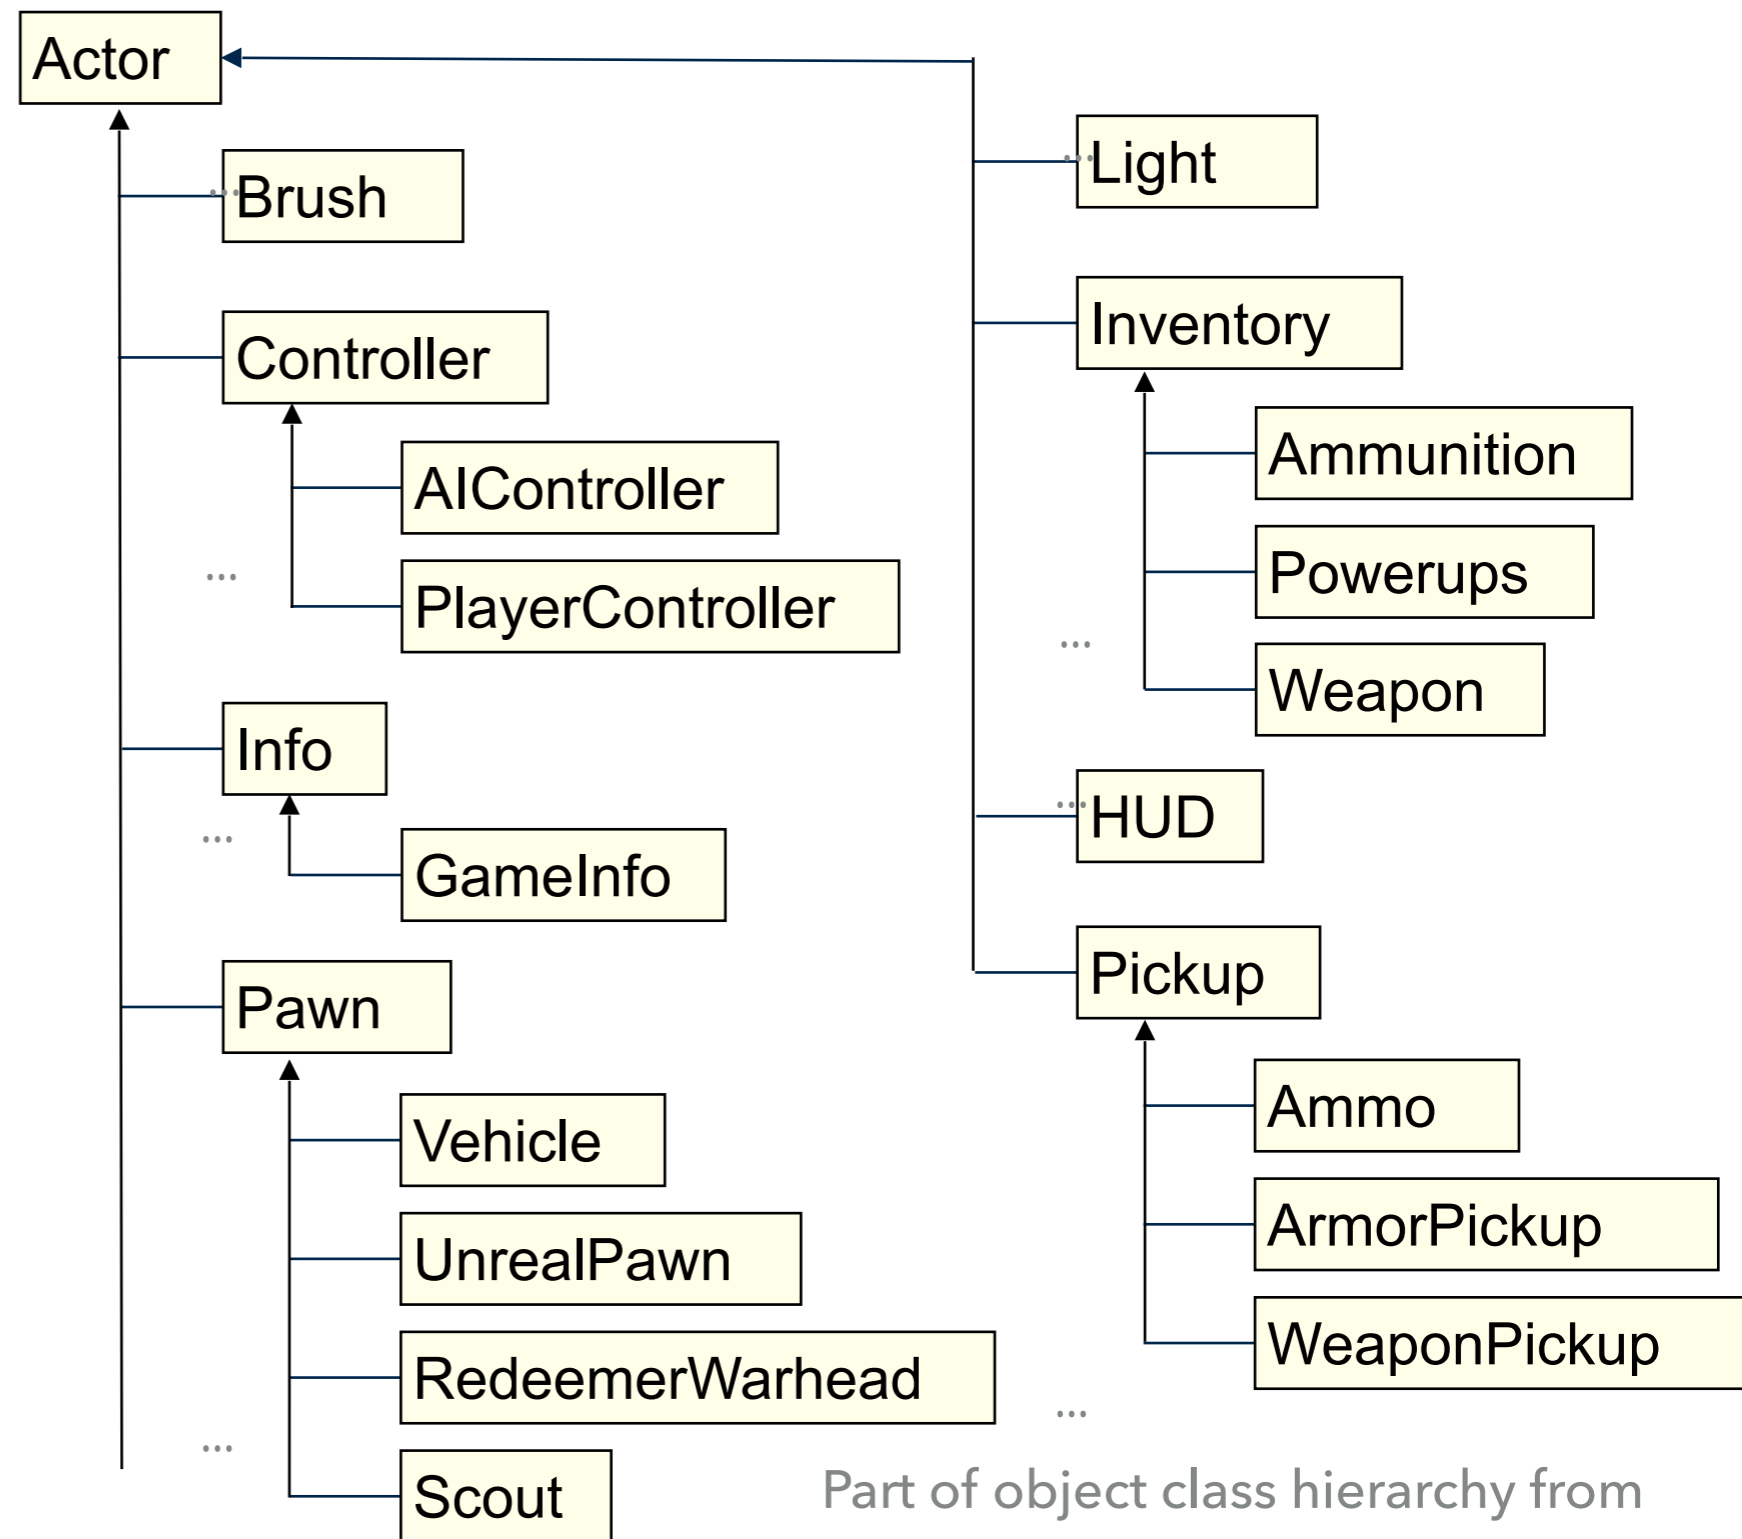 Actor
Brush
...
Controller
AIController
...
PlayerController
Info
...
GameInfo
Pawn
Vehicle
UnrealPawn
RedeemerWarhead
...
Scout
Light
...
Inventory
Ammunition
Powerups
...
Weapon
HUD
...
Pickup
Ammo
ArmorPickup
WeaponPickup
...
Part of object class hierarchy from